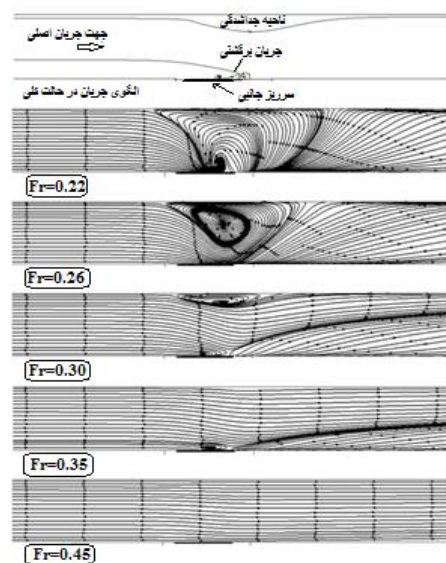 ناحیه جداشدگی
جهت جریان اصلی
جریان برگشتی
الگوی جریان در حالت کلی
سرریز جانبی
Fr=0.22
Fr=0.26
Fr=0.30
Fr=0.35
Fr=0.45